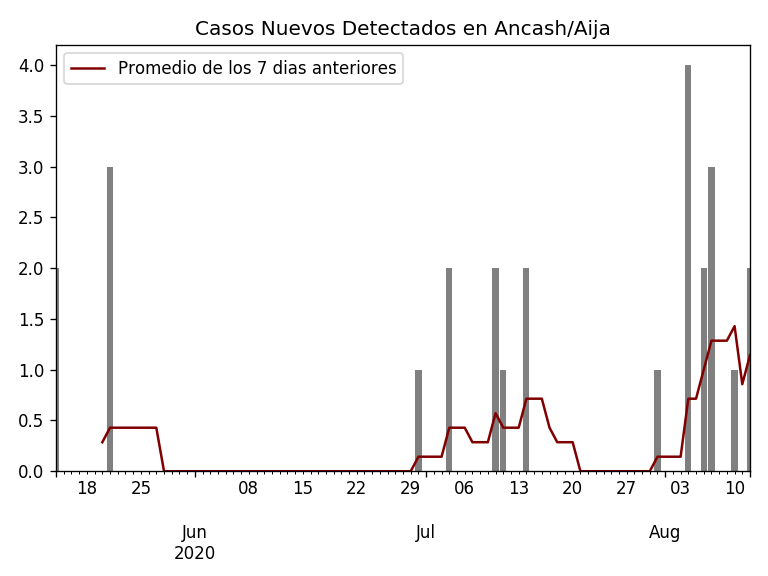 Casos Nuevos Detectados en Ancash/Aija
Promedio de los 7 dias anteriores
4.0
3.5
3.0
2.5
2.0
1.5
1.0
0.5
0.0
18 25 08 15 22 29 06 13 20 27 03 10
Jun Jul Aug
2020